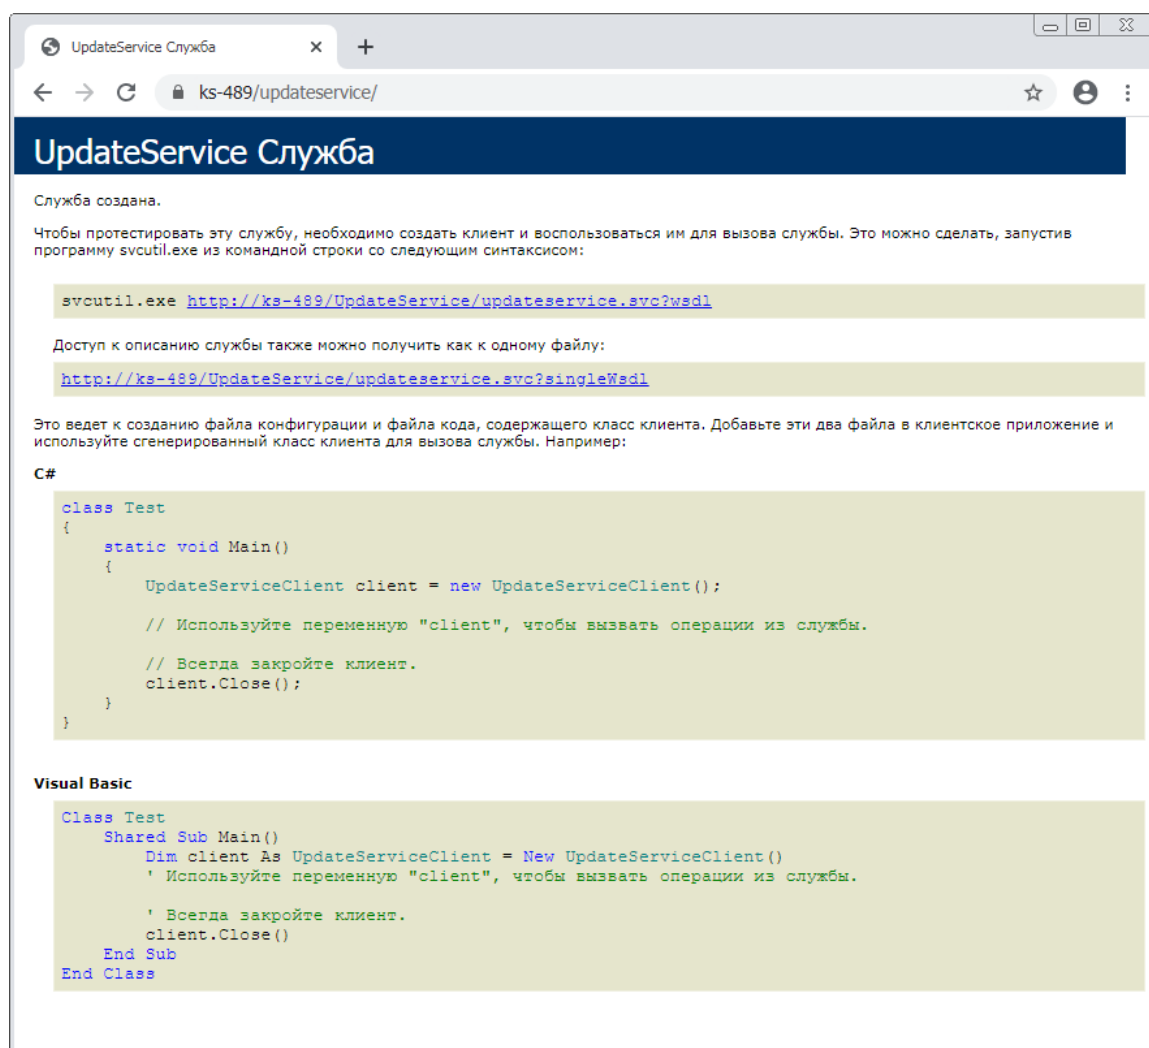 UpdateService Служба
ks-489/updateservice/
UpdateService Служба
Служба создана.
Чтобы протестировать эту службу, необходимо создать клиент и воспользоваться им для вызова службы. Это можно сделать, запустив
программу svcutil.exe из командной строки со следующим синтаксисом:
svcutil.exe http://ks-489/UpdateService/updateservice.svc?wsdl
Доступ к описанию службы также можно получить как к одному файлу:
http://ks-489/UpdateService/updateservice.svc?singleWsdl
Это ведет к созданию файла конфигурации и файла кода, содержащего класс клиента. Добавьте эти два файла в клиентское приложение и
используйте сгенерированный класс клиента для вызова службы. Например:
C#
class Test
{
static void Main()
{
UpdateServiceClient client = new UpdateServiceClient();
// Используйте переменную "client", чтобы вызвать операции из службы.
// Всегда закройте клиент.
client.Close();
}
}
Visual Basic
Class Test
Shared Sub Main()
Dim client As UpdateServiceClient = New UpdateServiceClient()
' Используйте переменную "client", чтобы вызвать операции из службы.
' Всегда закройте клиент.
client.Close()
End Sub
End Class